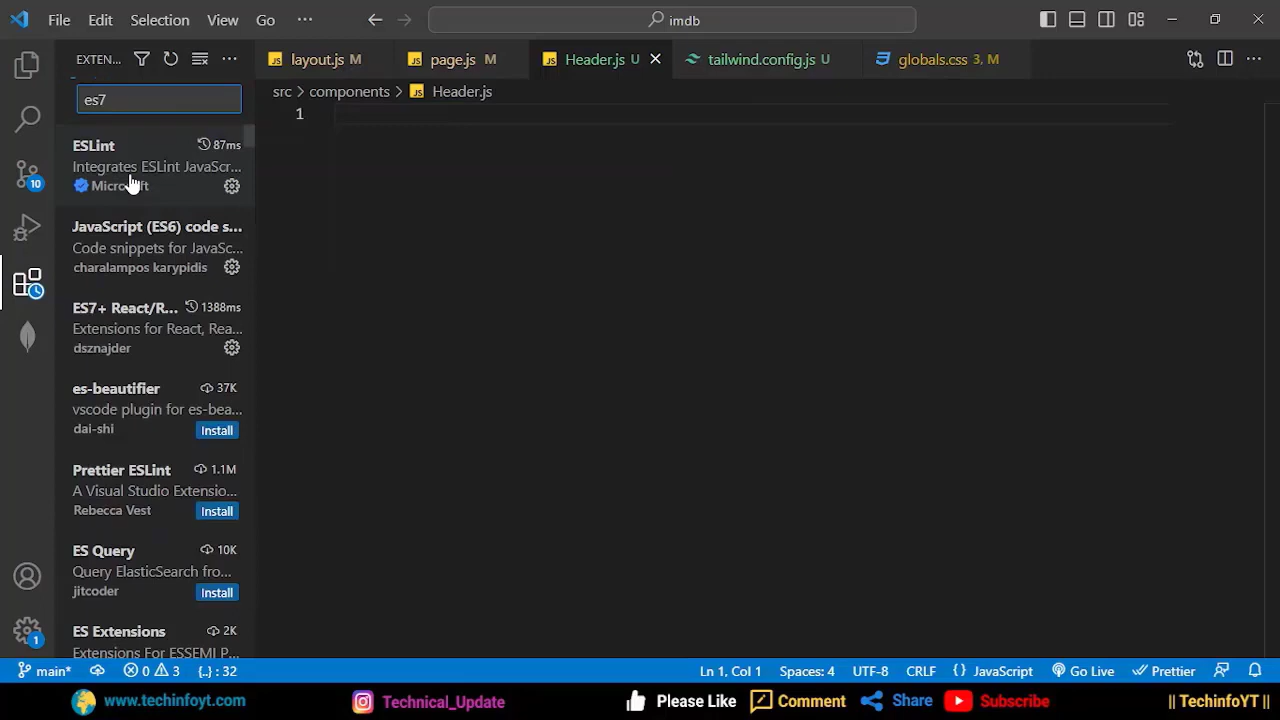 File Edit Selection View Go ··· imdb
EXTEN... layout.js M page.js M Header.js U tailwind.config.js U globals.css 3, M
es7
src > components > Header.js
1
ESLint 87ms
Integrates ESLint JavaScr...
Microsoft
10
JavaScript (ES6) code s...
Code snippets for JavaSc...
charalampos karypidis
ES7+ React/R... 1388ms
Extensions for React, Rea...
dsznajder
es-beautifier 37K
vscode plugin for es-bea...
dai-shi Install
Prettier ESLint 1.1M
A Visual Studio Extensio...
Rebecca Vest Install
ES Query 10K
Query ElasticSearch fro...
jitcoder Install
ES Extensions 2K
Extensions For ESSEMI P...
1
main* 0 3 {..} : 32 Ln 1, Col 1 Spaces: 4 UTF-8 CRLF {} JavaScript Go Live Prettier
www.techinfoyt.com Technical_Update Please Like Comment Share Subscribe || TechinfoYT ||